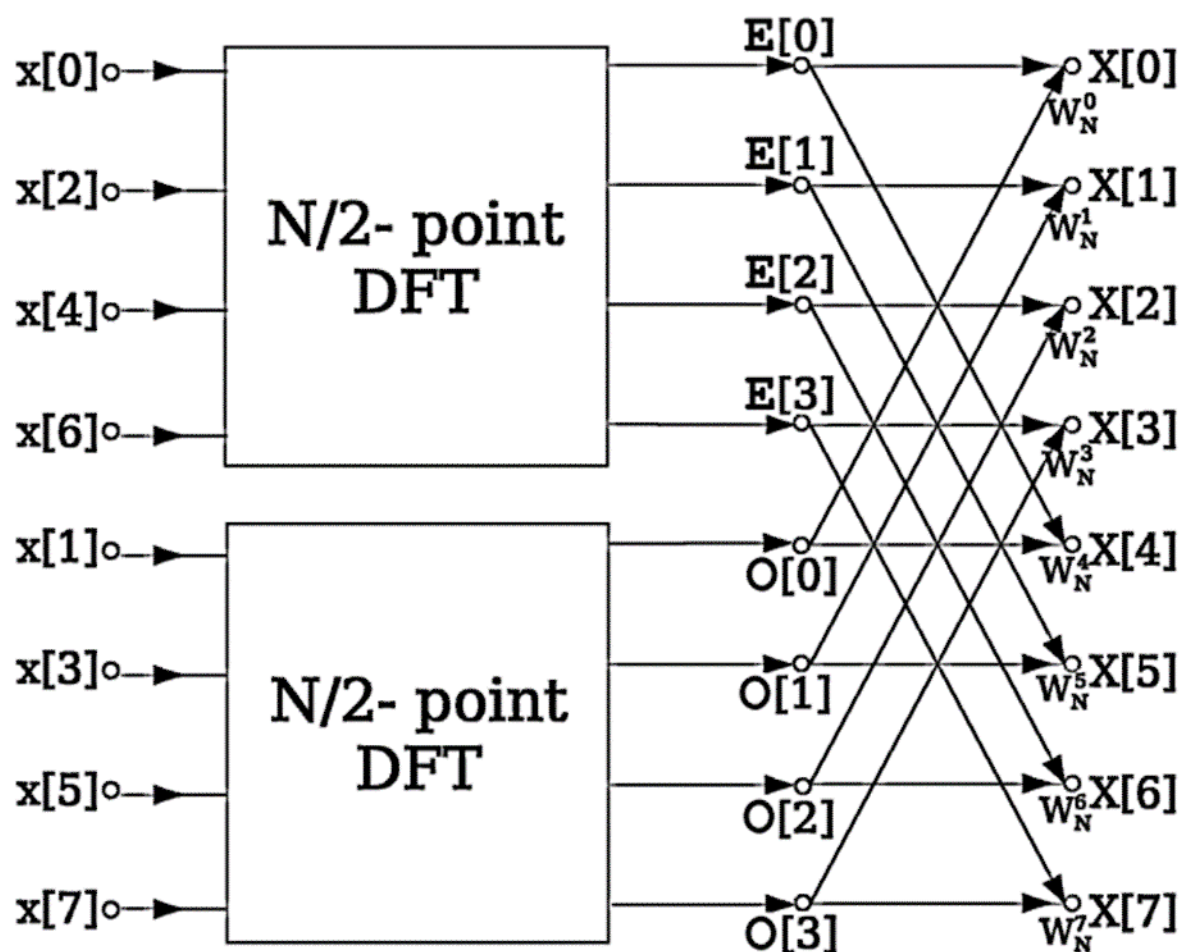 x[0]
x[2]
x[4]
x[6]
N/2- point
DFT
x[1]
x[3]
x[5]
x[7]
N/2- point
DFT
E[0]
E[1]
E[2]
E[3]
O[0]
O[1]
O[2]
O[3]
X[0]
W_N^0
X[1]
W_N^1
X[2]
W_N^2
X[3]
W_N^3
X[4]
W_N^4
X[5]
W_N^5
X[6]
W_N^6
X[7]
W_N^7